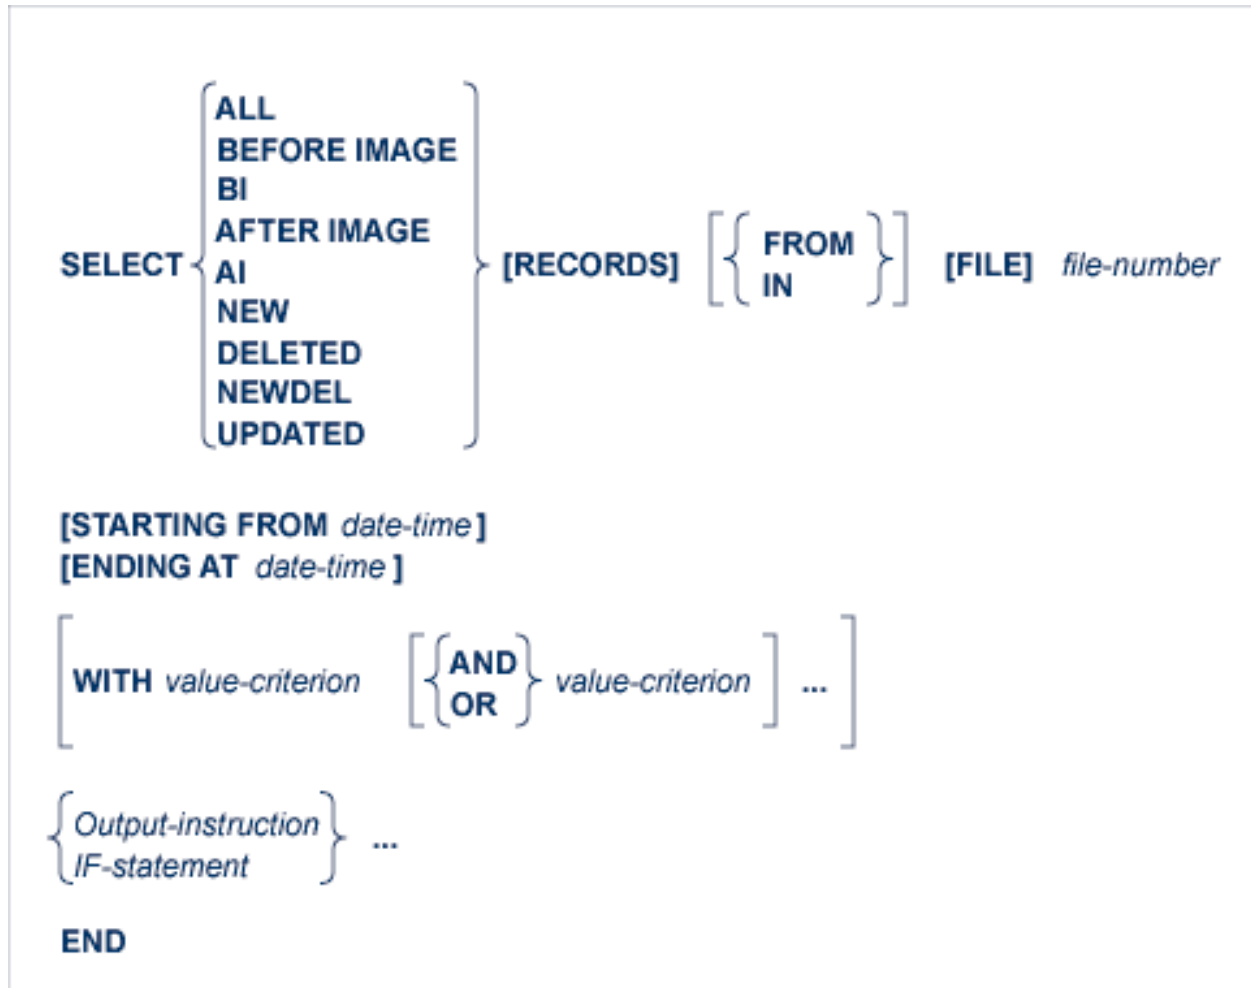 ALL
BEFORE IMAGE
BI
AFTER IMAGE
SELECT AI [RECORDS] [FROM IN] [FILE] file-number
NEW
DELETED
NEWDEL
UPDATED
[STARTING FROM date-time]
[ENDING AT date-time]
WITH value-criterion AND OR value-criterion ...
Output-instruction ...
IF-statement
END